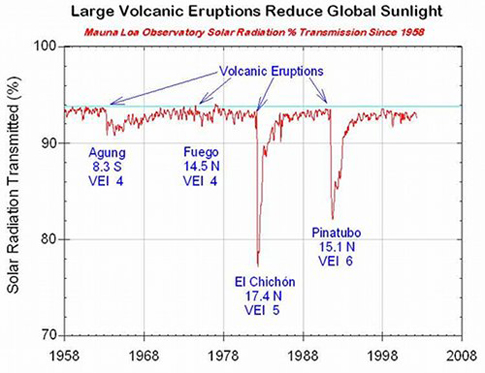 Large Volcanic Eruptions Reduce Global Sunlight
Mauna Loa Observatory Solar Radiation % Transmission Since 1958
Solar Radiation Transmitted (%)
100
90
80
70
Volcanic Eruptions
Agung
8.3 S
VEI 4
Fuego
14.5 N
VEI 4
El Chichón
17.4 N
VEI 5
Pinatubo
15.1 N
VEI 6
1958
1968
1978
1988
1998
2008